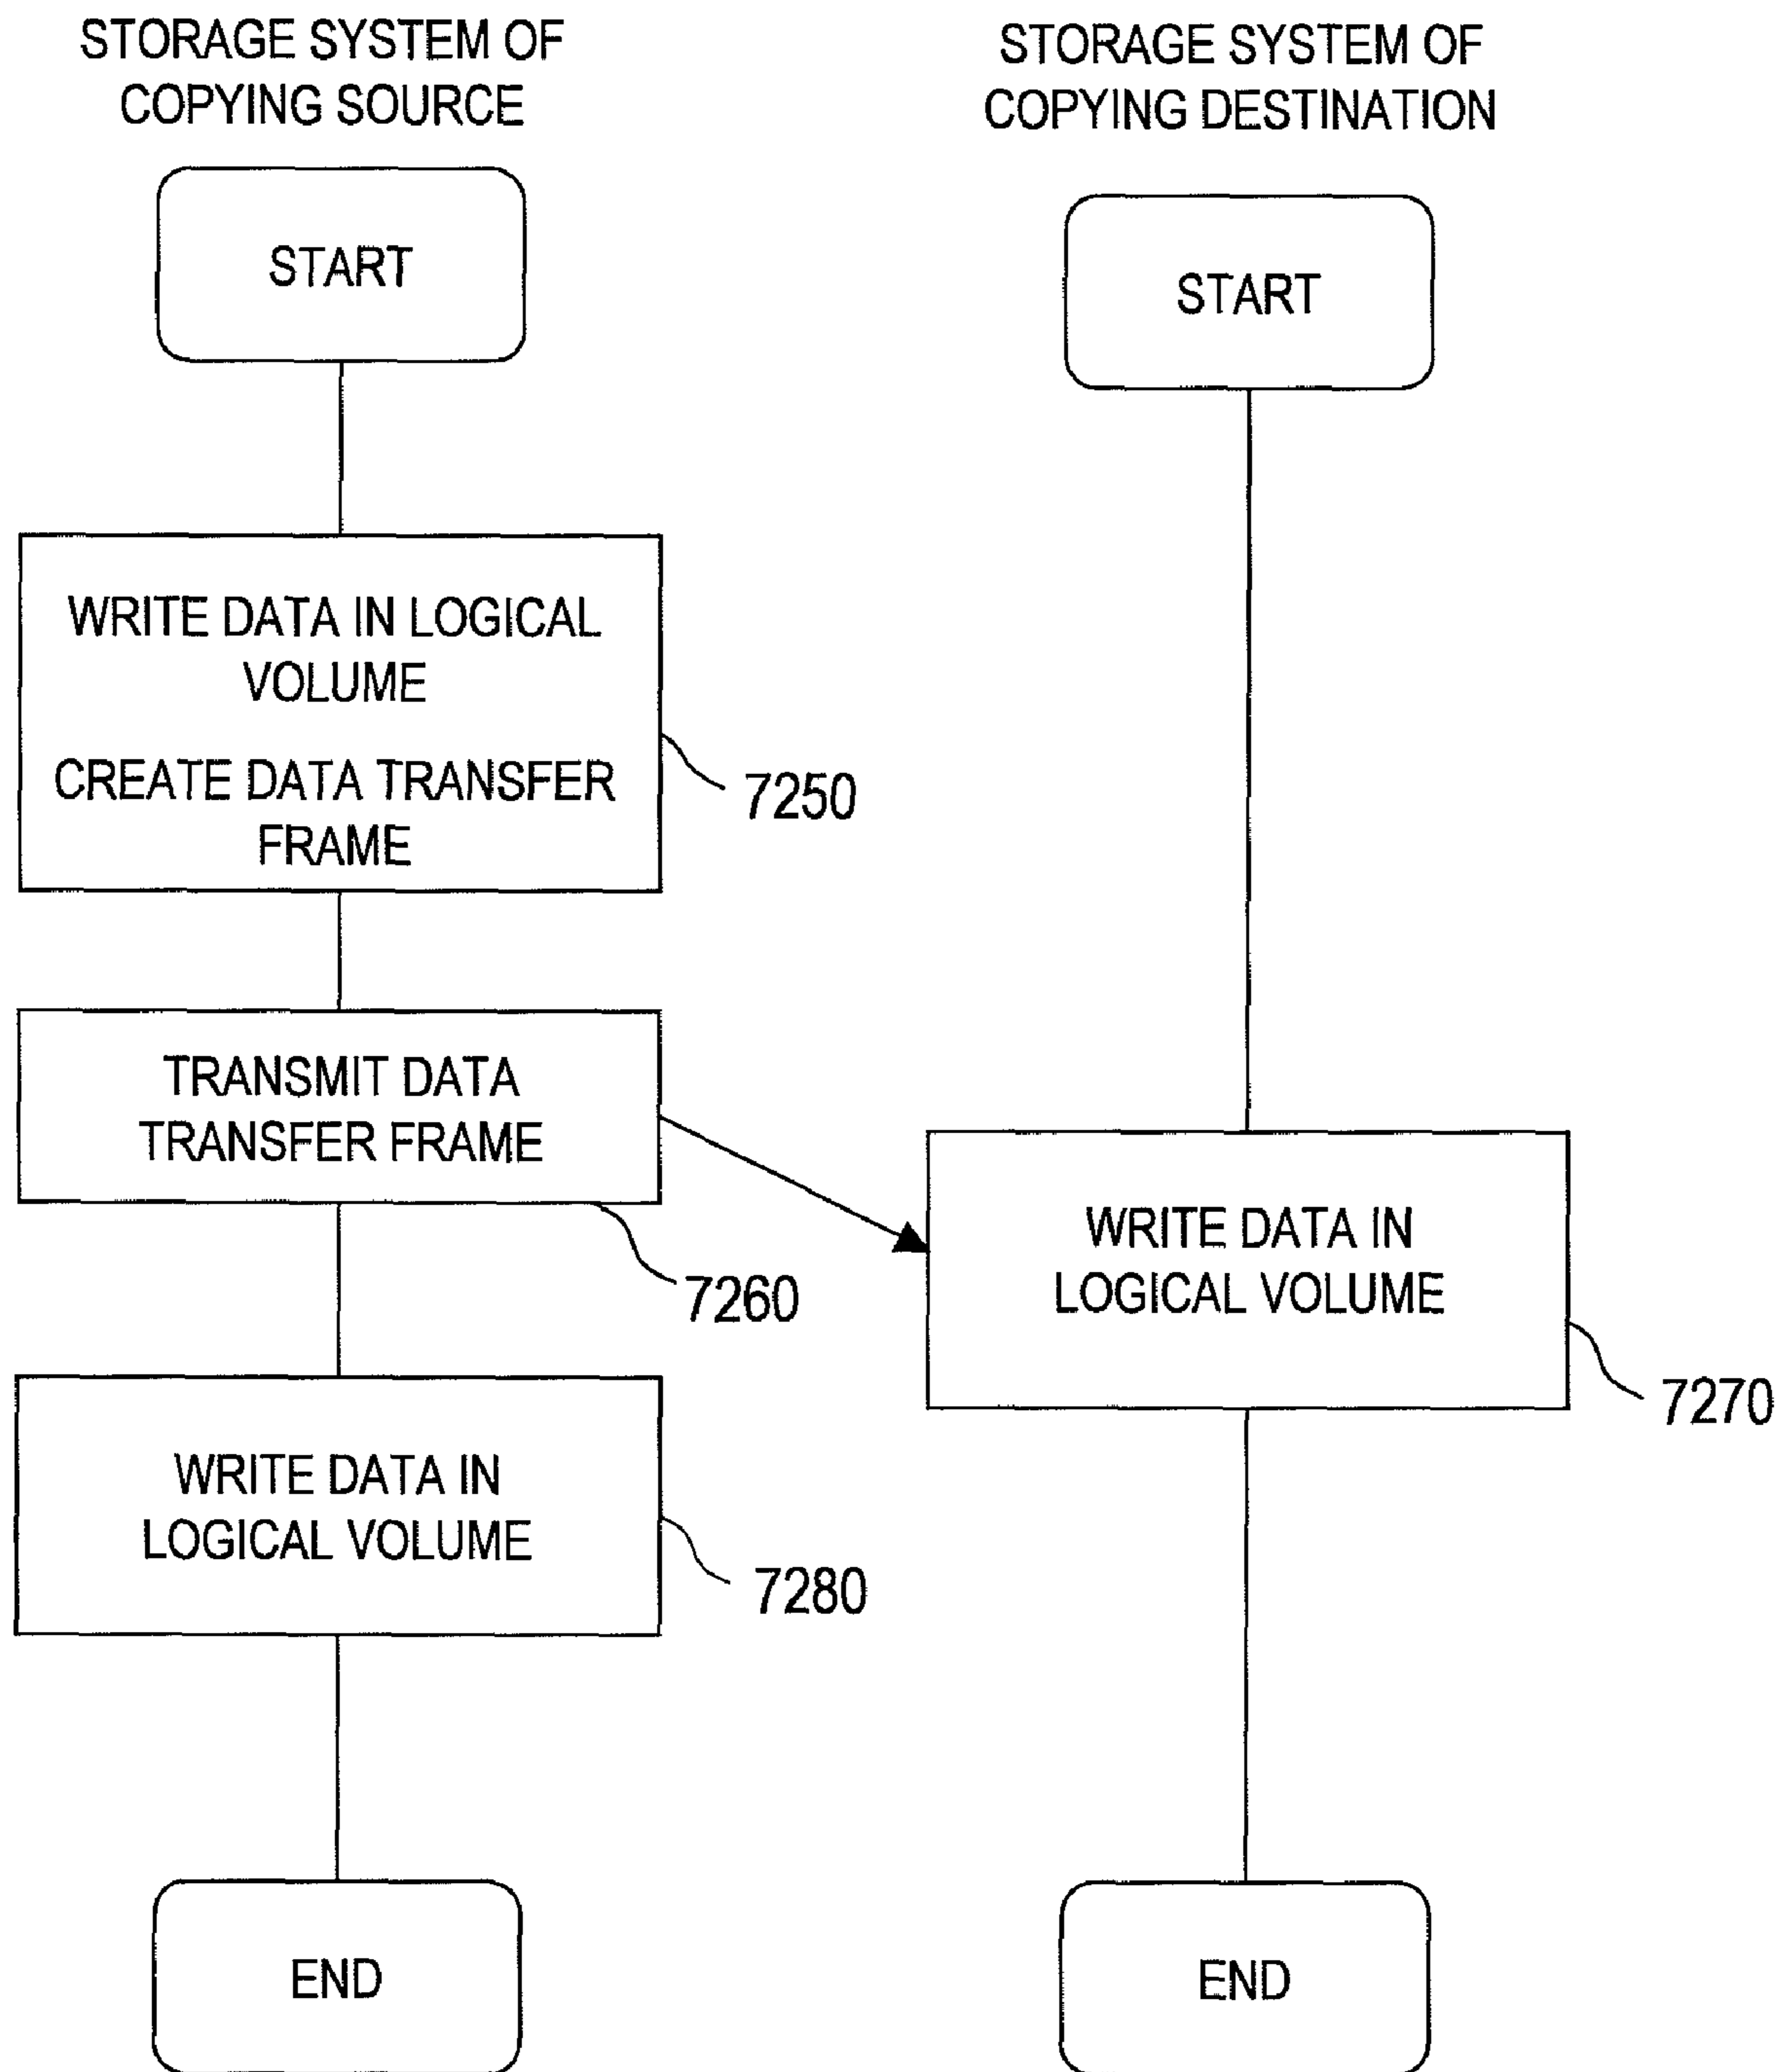 STORAGE SYSTEM OF
COPYING SOURCE
START
WRITE DATA IN LOGICAL
VOLUME
CREATE DATA TRANSFER
FRAME
7250
TRANSMIT DATA
TRANSFER FRAME
7260
WRITE DATA IN
LOGICAL VOLUME
7280
END
STORAGE SYSTEM OF
COPYING DESTINATION
START
WRITE DATA IN
LOGICAL VOLUME
7270
END